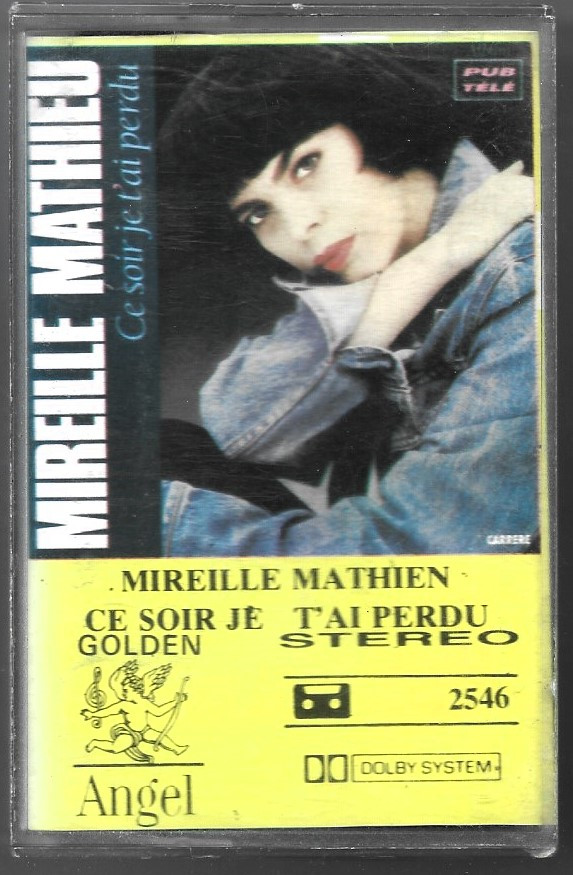 MIREILLE MATHIEU
Ce soir je t'ai perdu
PUB
TÉLÉ
CARRERE
MIREILLE MATHIEN
CE SOIR JE T'AI PERDU
GOLDEN
STEREO
2546
DOLBY SYSTEM
Angel